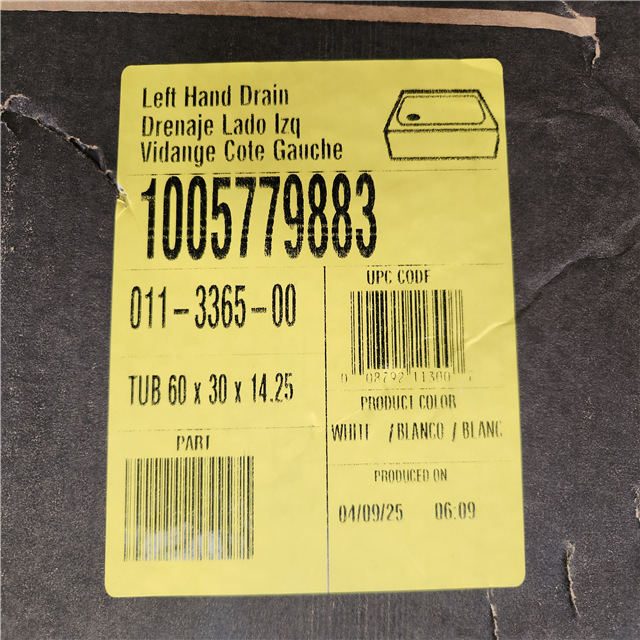 Left Hand Drain
Drenaje Lado Izq
Vidange Cote Gauche
1005779883
011-3365-00
UPC CODE
TUB 60 x 30 x 14.25
PRODUCT COLOR
WHITE / BLANCO / BLANC
PART
PRODUCED ON
04/09/25 06:09